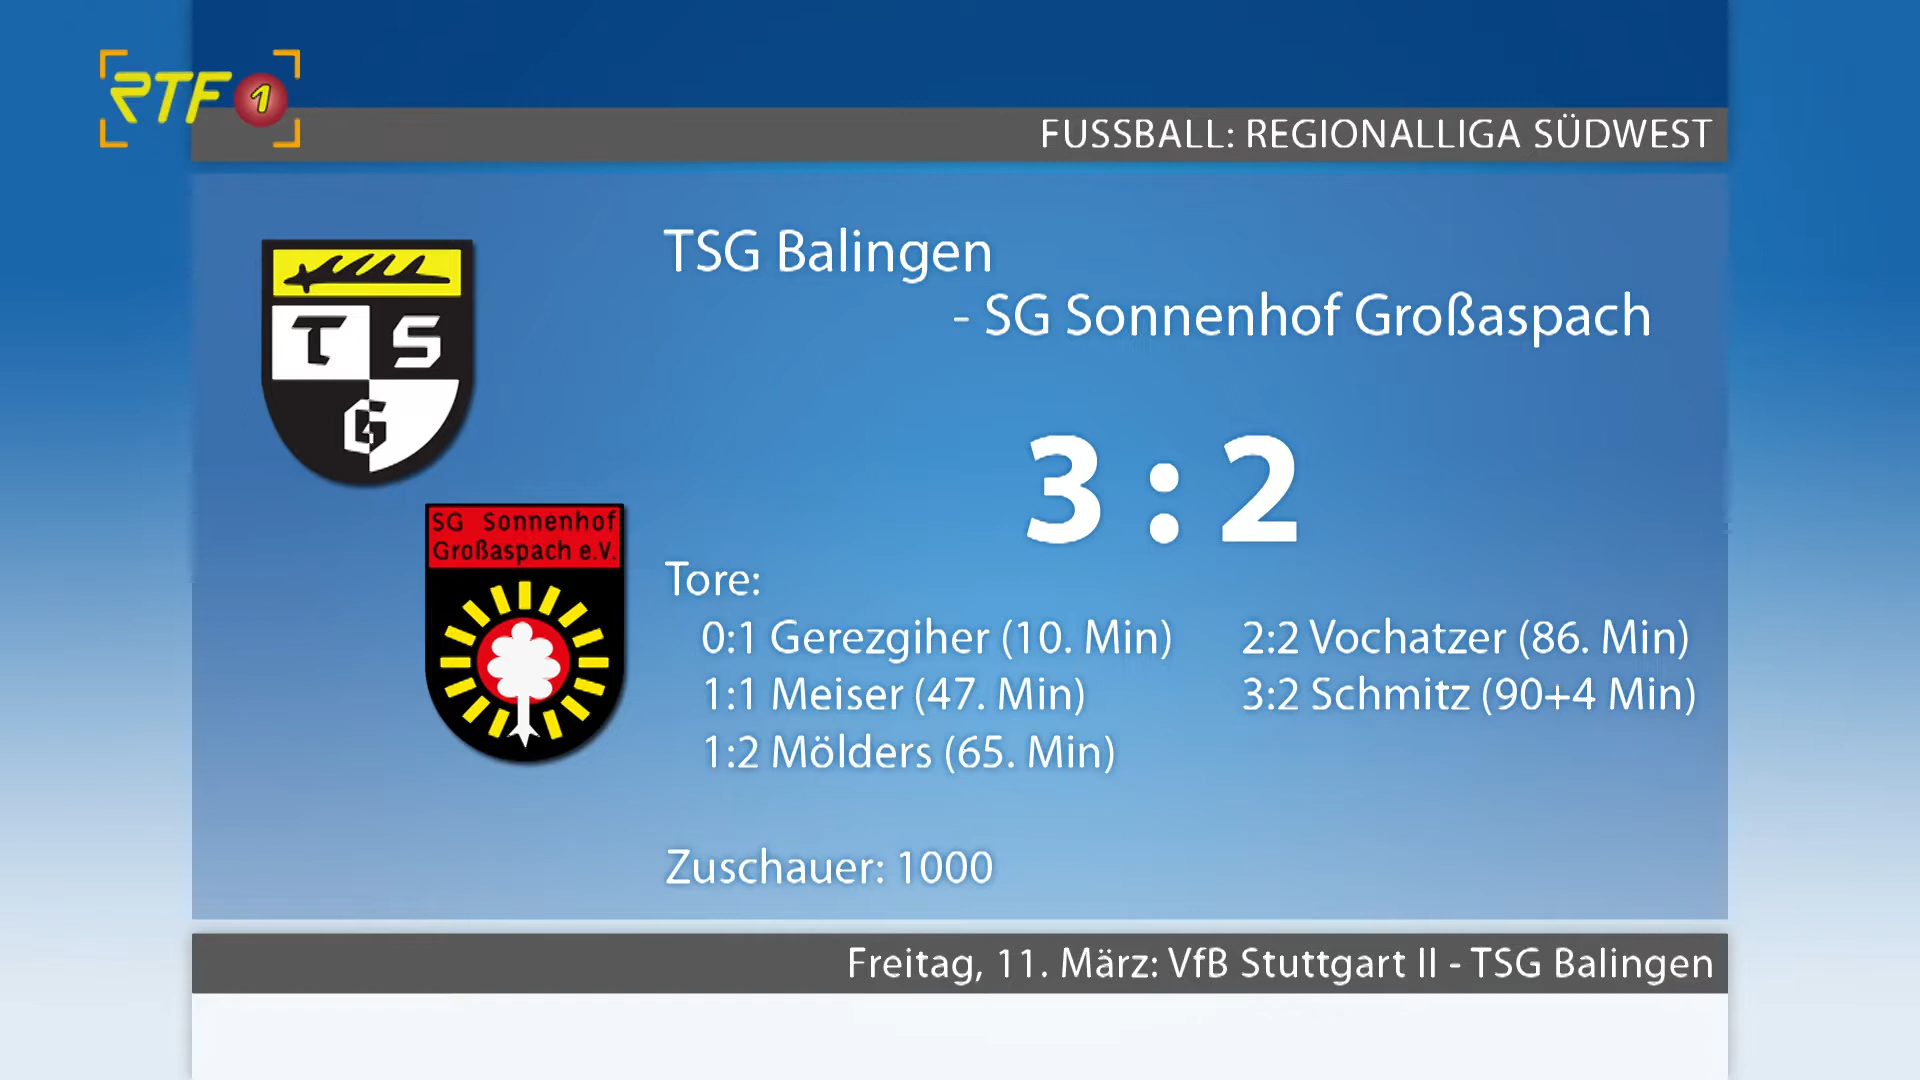 RTF 1
FUSSBALL: REGIONALLIGA SÜDWEST
TSG Balingen
- SG Sonnenhof Großaspach
T S
G
3 : 2
SG Sonnenhof
Großaspach e.V.
Tore:
0:1 Gerezgiher (10. Min)
1:1 Meiser (47. Min)
1:2 Mölders (65. Min)
2:2 Vochatzer (86. Min)
3:2 Schmitz (90+4 Min)
Zuschauer: 1000
Freitag, 11. März: VfB Stuttgart II - TSG Balingen